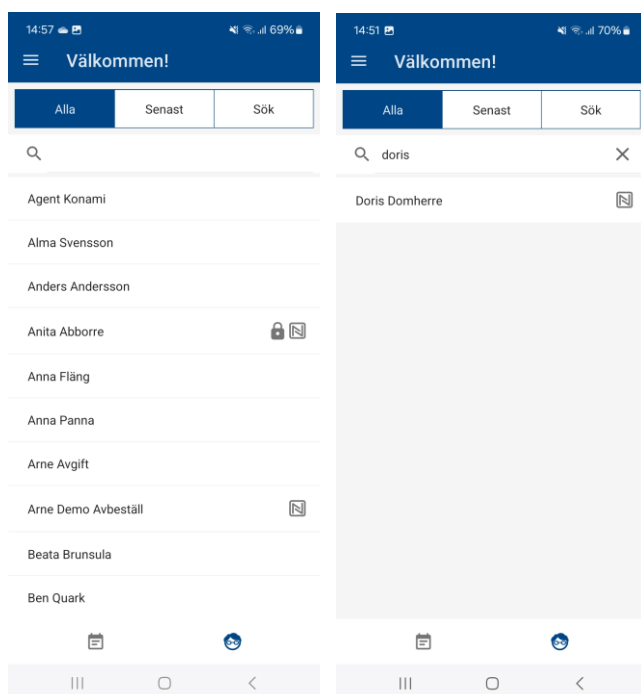 14:57 69%
Välkommen!
Alla Senast Sök
Agent Konami
Alma Svensson
Anders Andersson
Anita Abborre
Anna Fläng
Anna Panna
Arne Avgift
Arne Demo Avbeställ
Beata Brunsula
Ben Quark
14:51 70%
Välkommen!
Alla Senast Sök
doris
Doris Domherre